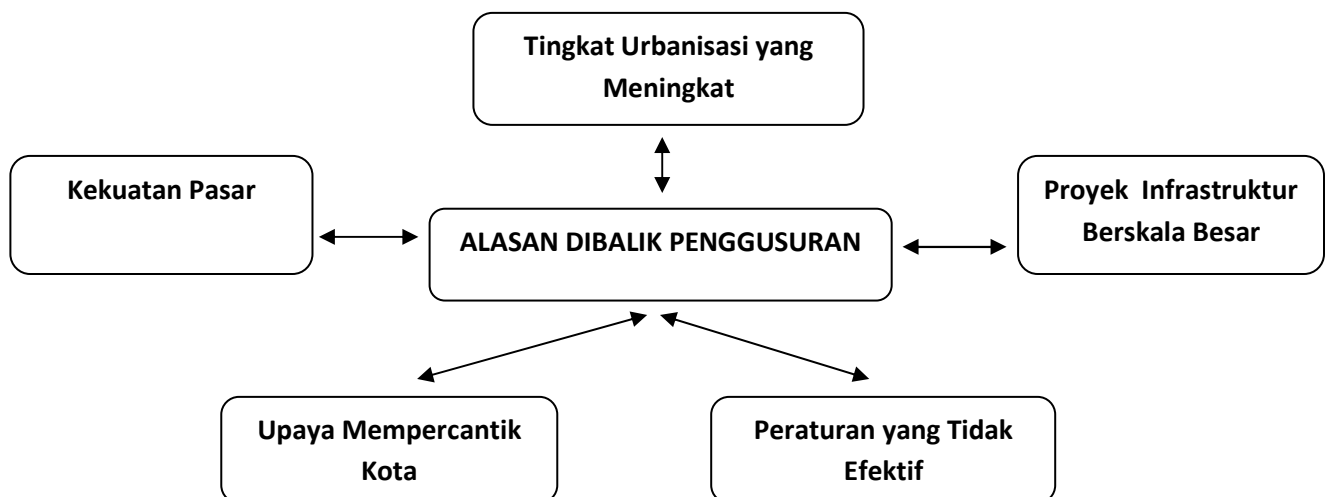 Tingkat Urbanisasi yang
Meningkat
Kekuatan Pasar
Proyek Infrastruktur
Berskala Besar
ALASAN DIBALIK PENGGUSURAN
Upaya Mempercantik
Kota
Peraturan yang Tidak
Efektif